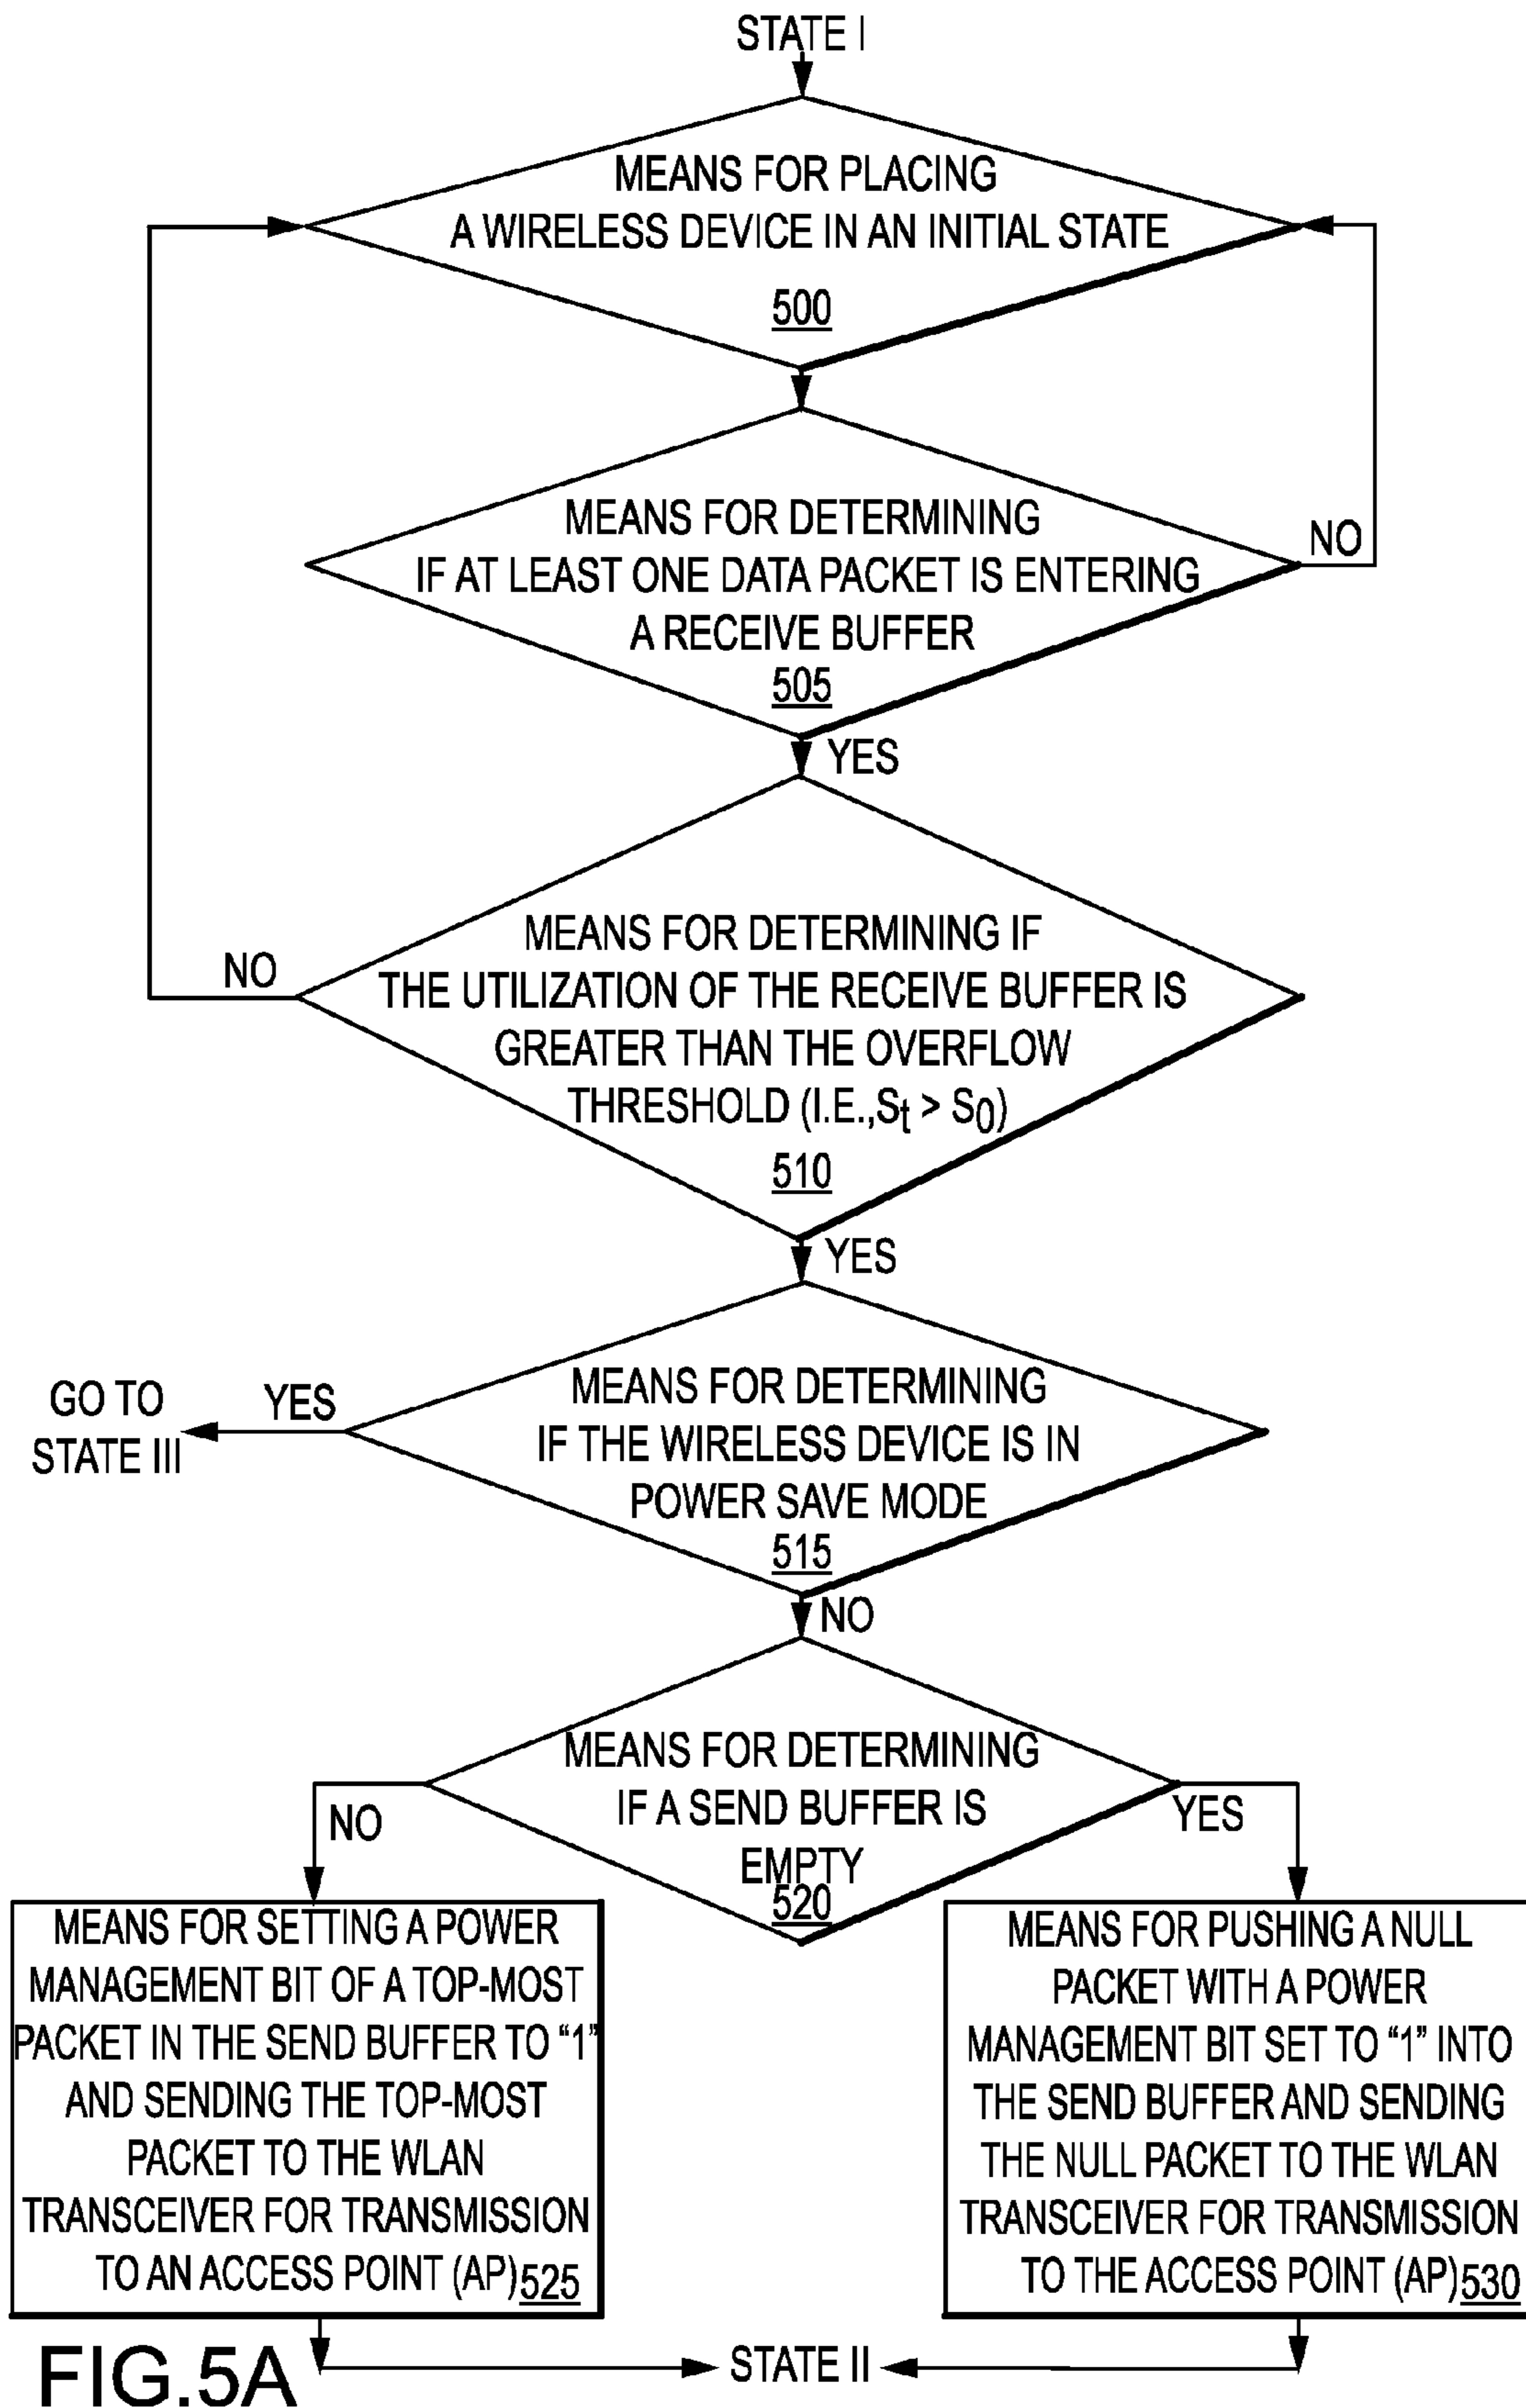 STATE I
MEANS FOR PLACING
A WIRELESS DEVICE IN AN INITIAL STATE
500
MEANS FOR DETERMINING
IF AT LEAST ONE DATA PACKET IS ENTERING
A RECEIVE BUFFER
505
NO
YES
MEANS FOR DETERMINING IF
THE UTILIZATION OF THE RECEIVE BUFFER IS
GREATER THAN THE OVERFLOW
THRESHOLD (I.E.,St > S0)
510
NO
YES
MEANS FOR DETERMINING
IF THE WIRELESS DEVICE IS IN
POWER SAVE MODE
515
YES
GO TO
STATE III
NO
MEANS FOR DETERMINING
IF A SEND BUFFER IS
EMPTY
520
NO
YES
MEANS FOR SETTING A POWER
MANAGEMENT BIT OF A TOP-MOST
PACKET IN THE SEND BUFFER TO “1”
AND SENDING THE TOP-MOST
PACKET TO THE WLAN
TRANSCEIVER FOR TRANSMISSION
TO AN ACCESS POINT (AP) 525
MEANS FOR PUSHING A NULL
PACKET WITH A POWER
MANAGEMENT BIT SET TO “1” INTO
THE SEND BUFFER AND SENDING
THE NULL PACKET TO THE WLAN
TRANSCEIVER FOR TRANSMISSION
TO THE ACCESS POINT (AP) 530
STATE II
FIG.5A